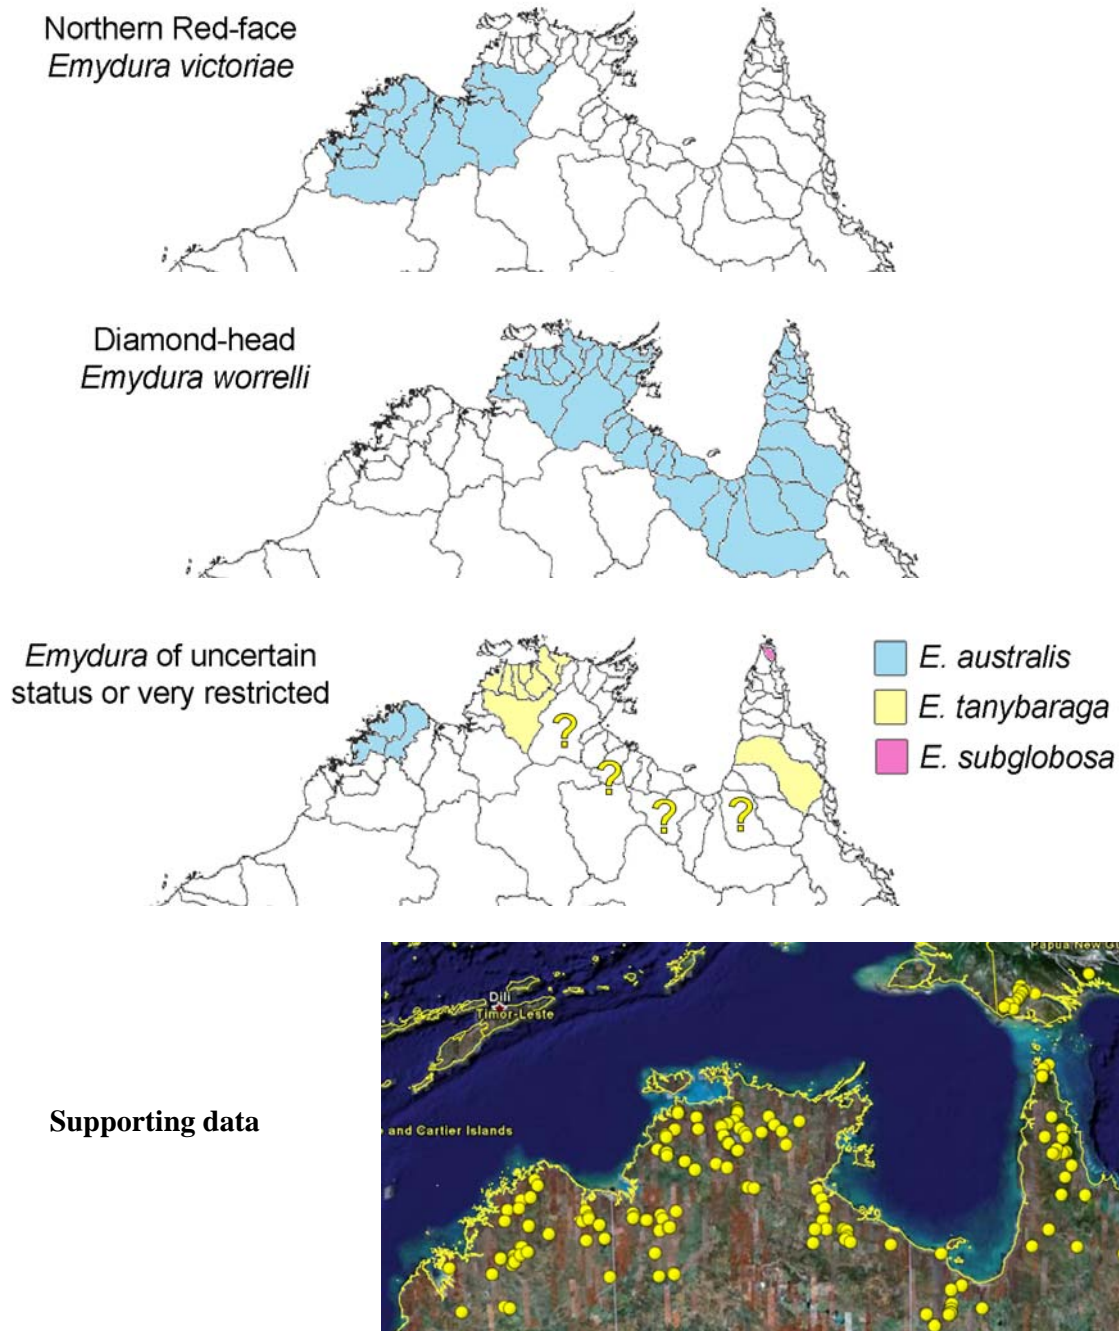 Northern Red-face
Emydura victoriae
Diamond-head
Emydura worrelli
Emydura of uncertain
status or very restricted
E. australis
E. tanybaraga
E. subglobosa
?
?
?
?
Supporting data
Papua New Gu
Dili
Timor-Leste
and Cartier Islands